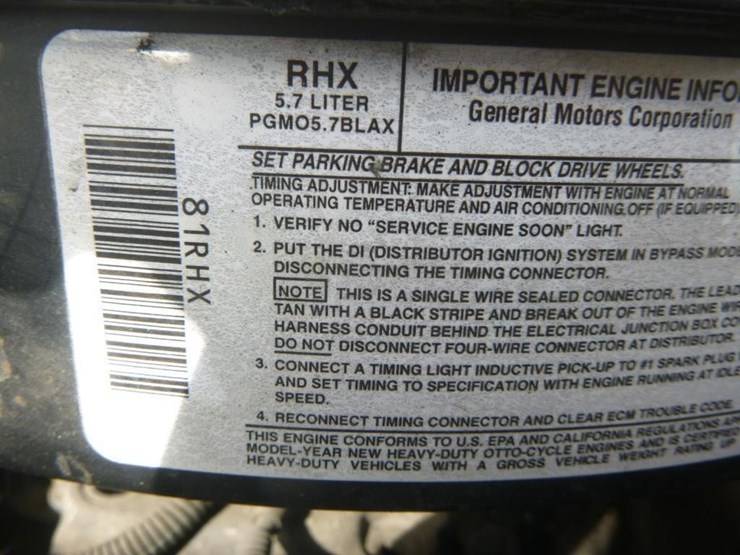 RHX
5.7 LITER
PGMO5.7BLAX
IMPORTANT ENGINE INFO
General Motors Corporation
81RHX
SET PARKING BRAKE AND BLOCK DRIVE WHEELS.
TIMING ADJUSTMENT: MAKE ADJUSTMENT WITH ENGINE AT NORMAL
OPERATING TEMPERATURE AND AIR CONDITIONING OFF (IF EQUIPPED)
1. VERIFY NO "SERVICE ENGINE SOON" LIGHT.
2. PUT THE DI (DISTRIBUTOR IGNITION) SYSTEM IN BYPASS MODE
DISCONNECTING THE TIMING CONNECTOR.
NOTE THIS IS A SINGLE WIRE SEALED CONNECTOR. THE LEAD
TAN WITH A BLACK STRIPE AND BREAK OUT OF THE ENGINE WIR
HARNESS CONDUIT BEHIND THE ELECTRICAL JUNCTION BOX CO
DO NOT DISCONNECT FOUR-WIRE CONNECTOR AT DISTRIBUTOR.
3. CONNECT A TIMING LIGHT INDUCTIVE PICK-UP TO #1 SPARK PLUG
AND SET TIMING TO SPECIFICATION WITH ENGINE RUNNING AT IDLE
SPEED.
4. RECONNECT TIMING CONNECTOR AND CLEAR ECM TROUBLE CODE.
THIS ENGINE CONFORMS TO U.S. EPA AND CALIFORNIA REGULATIONS AP
MODEL-YEAR NEW HEAVY-DUTY OTTO-CYCLE ENGINES AND IS CERTIFIED
HEAVY-DUTY VEHICLES WITH A GROSS VEHICLE WEIGHT RATING UP